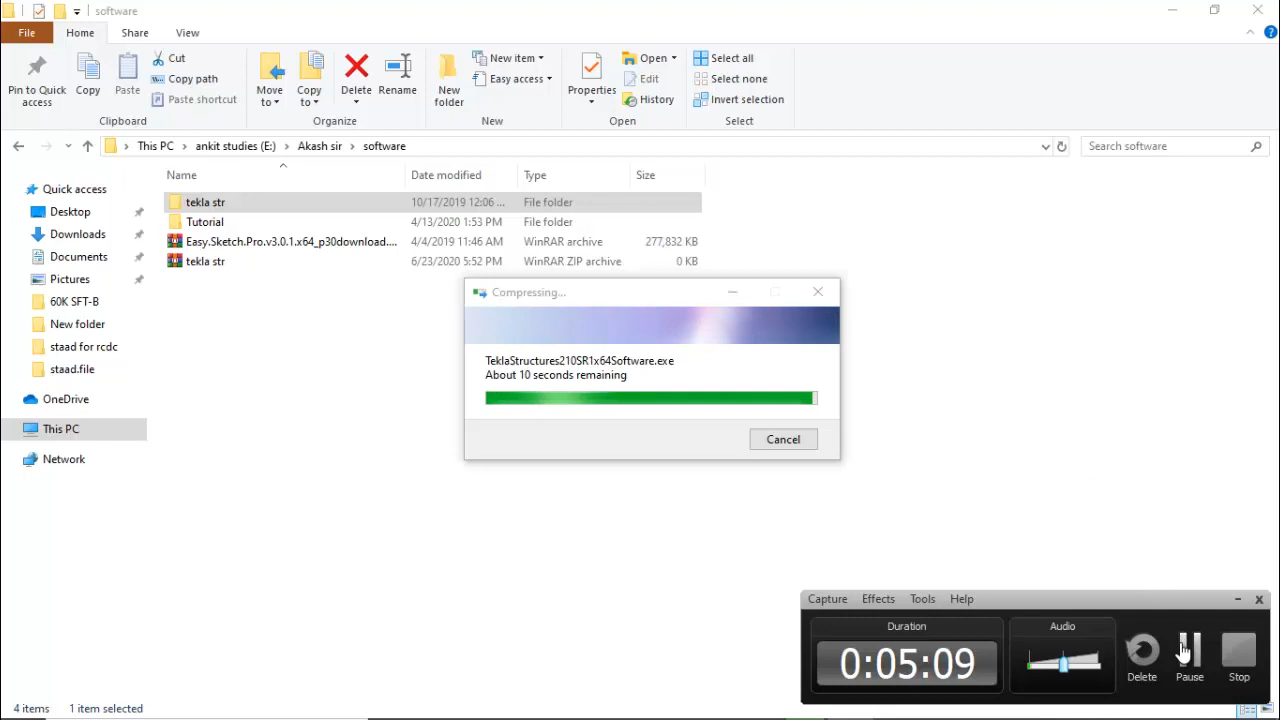 software
File Home Share View
Pin to Quick access
Copy
Paste
Cut
Copy path
Paste shortcut
Clipboard
Move to
Copy to
Delete
Rename
Organize
New folder
New item
Easy access
New
Properties
Open
Edit
History
Open
Select all
Select none
Invert selection
Select
This PC > ankit studies (E:) > Akash sir > software
Search software
Name Date modified Type Size
tekla str 10/17/2019 12:06 ... File folder
Tutorial 4/13/2020 1:53 PM File folder
Easy.Sketch.Pro.v3.0.1.x64_p30download.... 4/4/2019 11:46 AM WinRAR archive 277,832 KB
tekla str 6/23/2020 5:52 PM WinRAR ZIP archive 0 KB
Quick access
Desktop
Downloads
Documents
Pictures
60K SFT-B
New folder
staad for rcdc
staad.file
OneDrive
This PC
Network
Compressing...
TeklaStructures210SR1x64Software.exe
About 10 seconds remaining
Cancel
Capture Effects Tools Help
Duration
0:05:09
Audio
Delete
Pause
Stop
4 items 1 item selected